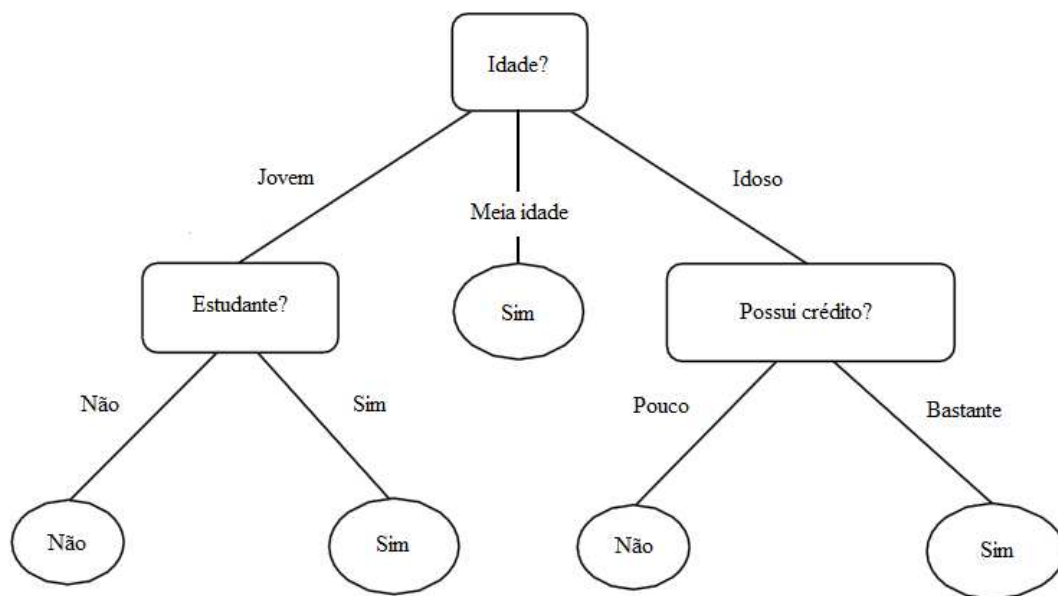 Idade?
Jovem
Idoso
Meia idade
Estudante?
Sim
Possui crédito?
Não
Sim
Pouco
Bastante
Não
Sim
Não
Sim